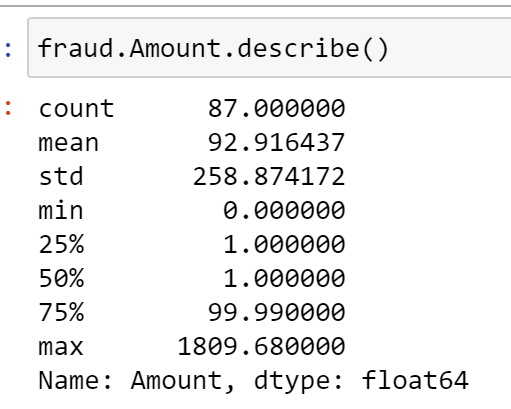 : fraud.Amount.describe()
: count 87.000000
mean 92.916437
std 258.874172
min 0.000000
25% 1.000000
50% 1.000000
75% 99.990000
max 1809.680000
Name: Amount, dtype: float64